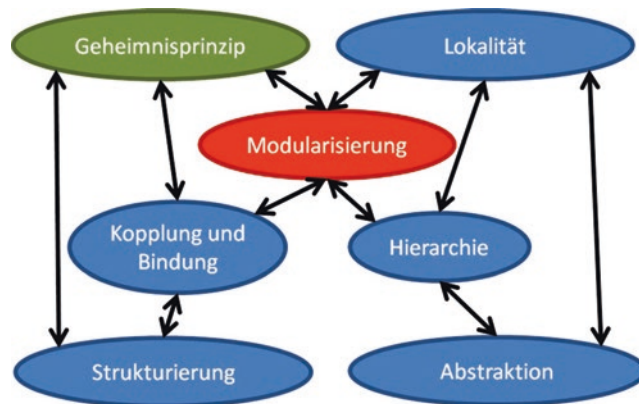 Geheimnisprinzip
Lokalität
Modularisierung
Kopplung und
Bindung
Hierarchie
Strukturierung
Abstraktion